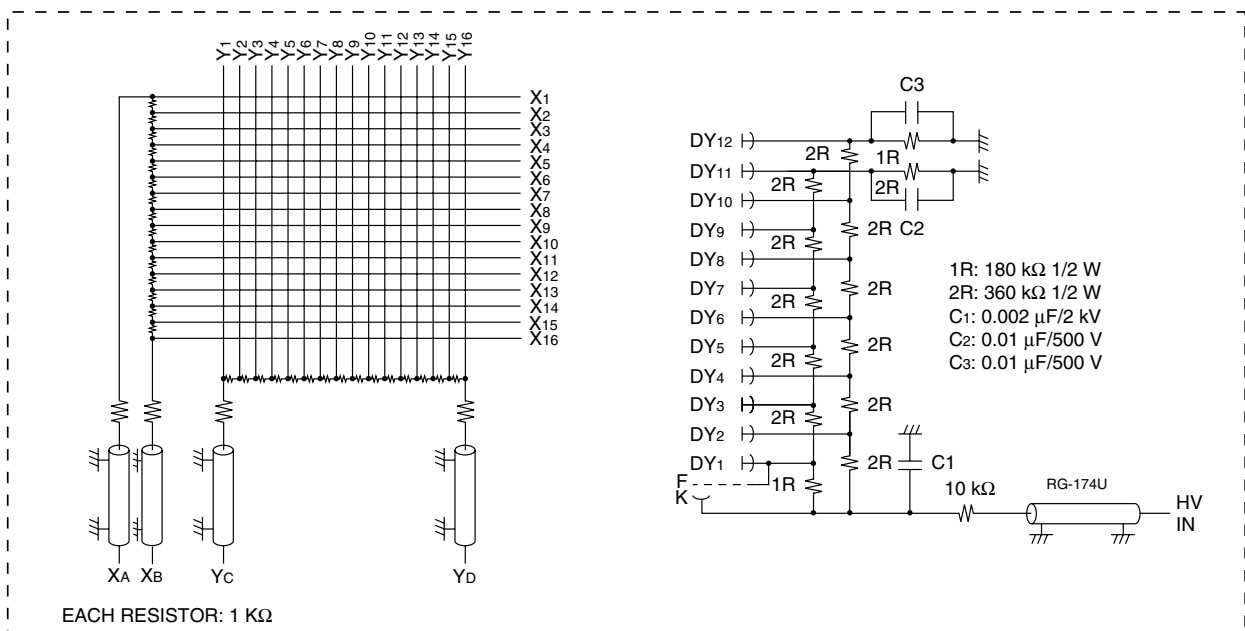 Y1 Y2 Y3 Y4 Y5 Y6 Y7 Y8 Y9 Y10 Y11 Y12 Y13 Y14 Y15 Y16
X1
X2
X3
X4
X5
X6
X7
X8
X9
X10
X11
X12
X13
X14
X15
X16
XA XB YC YD
EACH RESISTOR: 1 KΩ
C3
DY12
2R
1R
DY11
2R
2R
DY10
DY9
2R
C2
2R
DY8
DY7
2R
2R
DY6
DY5
2R
2R
DY4
DY3
2R
2R
DY2
DY1
2R
C1
F
K
1R
10 kΩ
RG-174U
HV
IN
1R: 180 kΩ 1/2 W
2R: 360 kΩ 1/2 W
C1: 0.002 μF/2 kV
C2: 0.01 μF/500 V
C3: 0.01 μF/500 V